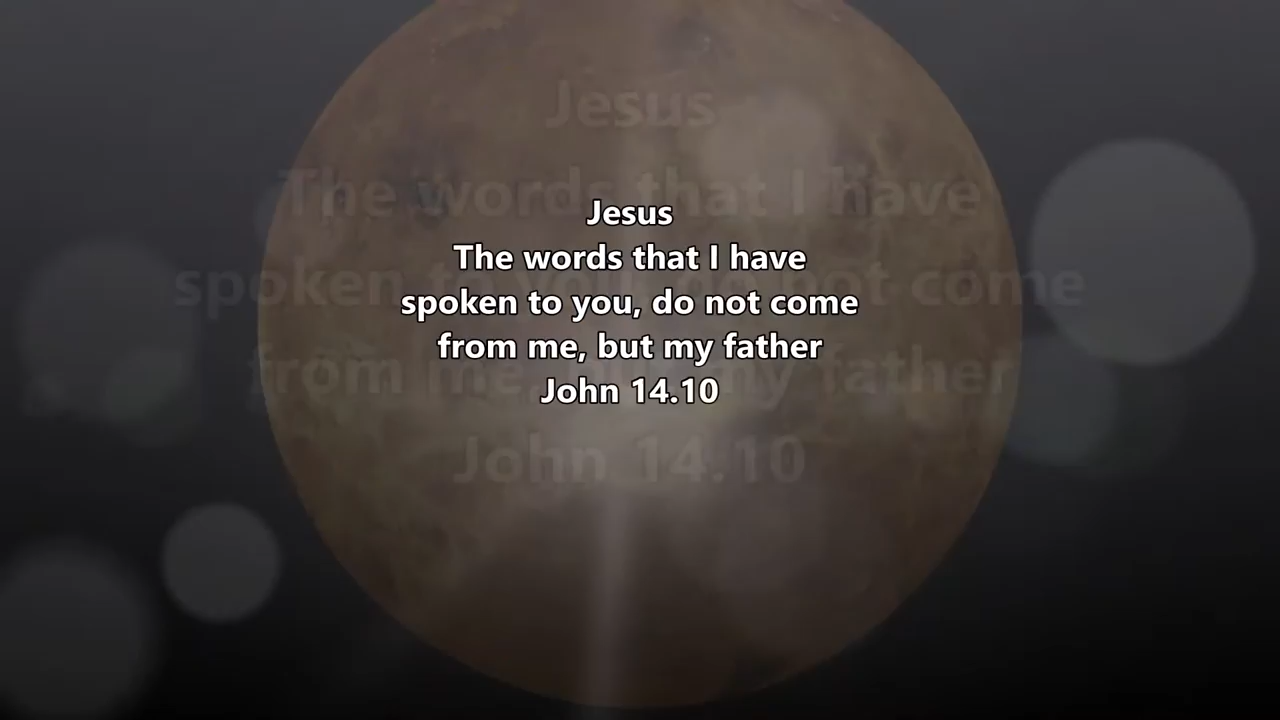 Jesus
The words that I have
spoken to you, do not come
from me, but my father
John 14.10